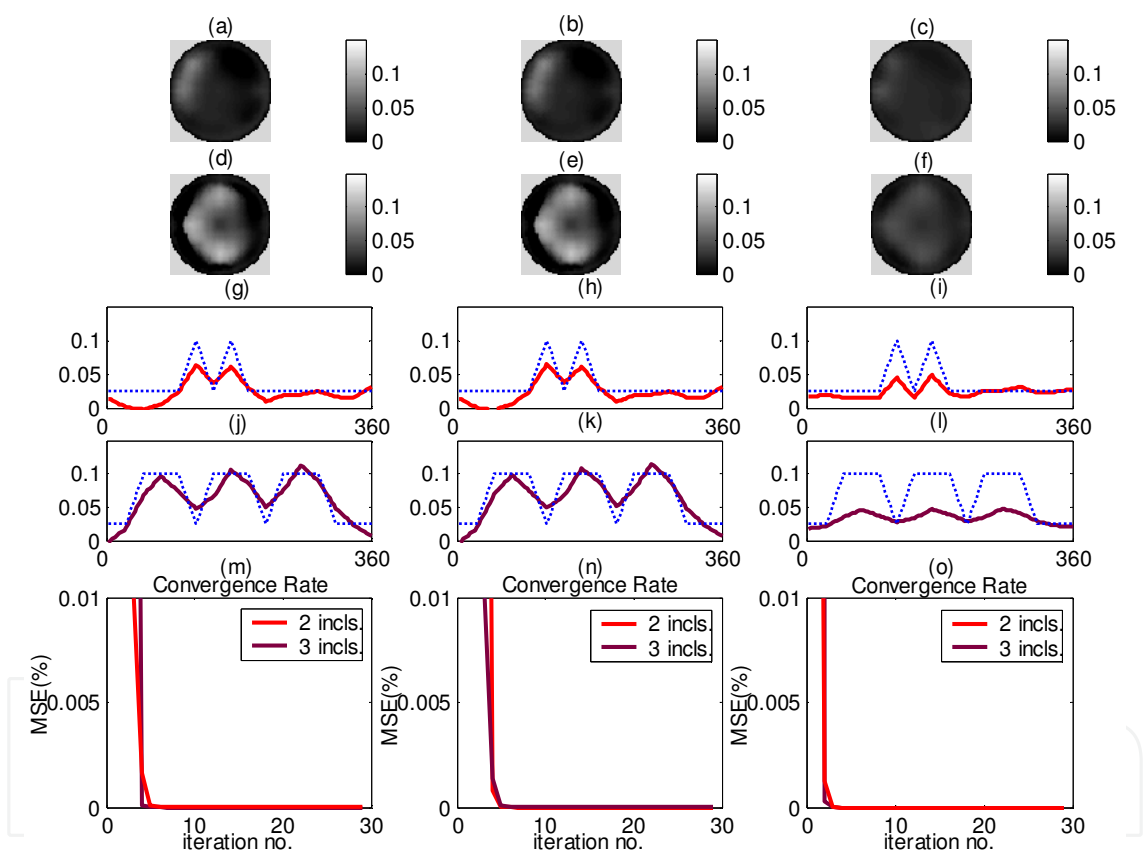 (a) (b) (c)
0.1 0.1 0.1
0.05 0.05 0.05
0 0 0
(d) (e) (f)
0.1 0.1 0.1
0.05 0.05 0.05
0 0 0
(g) (h) (i)
0.1 0.1 0.1
0.05 0.05 0.05
0 0 0
0 360 0 360 0 360
(j) (k) (l)
0.1 0.1 0.1
0.05 0.05 0.05
0 0 0
0 360 0 360 0 360
(m) (n) (o)
Convergence Rate Convergence Rate Convergence Rate
0.01 0.01 0.01
2 incls. 2 incls. 2 incls.
3 incls. 3 incls. 3 incls.
MSE(%) MSE(%) MSE(%)
0.005 0.005 0.005
0 0 0
0 10 20 30 0 10 20 30 0 10 20 30
iteration no. iteration no. iteration no.